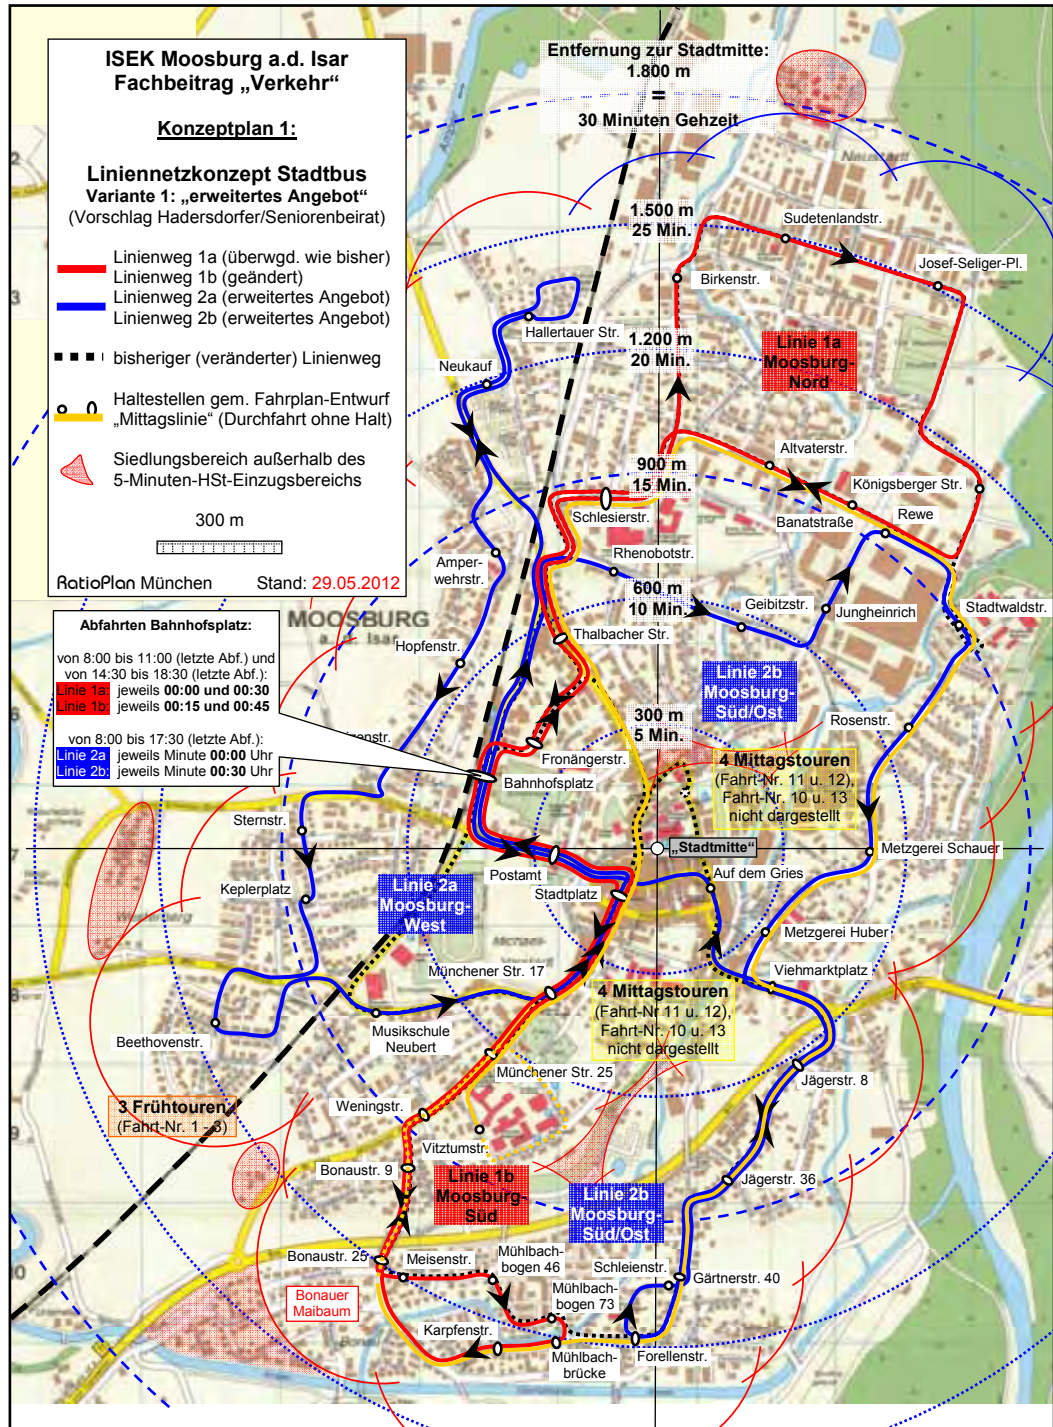 ISEK Moosburg a.d. Isar
Fachbeitrag „Verkehr“
Konzeptplan 1:
Liniennetzkonzept Stadtbus
Variante 1: „erweitertes Angebot“
(Vorschlag Hadersdorfer/Seniorenbeirat)
Linienweg 1a (überwgd. wie bisher)
Linienweg 1b (geändert)
Linienweg 2a (erweitertes Angebot)
Linienweg 2b (erweitertes Angebot)
bisheriger (veränderter) Linienweg
Haltestellen gem. Fahrplan-Entwurf
„Mittagslinie“ (Durchfahrt ohne Halt)
Siedlungsbereich außerhalb des
5-Minuten-HSt-Einzugsbereichs
300 m
RatioPlan München Stand: 29.05.2012
Abfahrten Bahnhofsplatz:
von 8:00 bis 11:00 (letzte Abf.) und
von 14:30 bis 18:30 (letzte Abf.):
Linie 1a: jeweils 00:00 und 00:30
Linie 1b: jeweils 00:15 und 00:45
von 8:00 bis 17:30 (letzte Abf.):
Linie 2a jeweils Minute 00:00 Uhr
Linie 2b: jeweils Minute 00:30 Uhr
Entfernung zur Stadtmitte:
1.800 m
=
30 Minuten Gehzeit
Neustadt
1.500 m
25 Min.
Sudetenlandstr.
Josef-Seliger-Pl.
Birkenstr.
Hallertauer Str.
1.200 m
20 Min.
Linie 1a
Moosburg-
Nord
Neukauf
Altvaterstr.
900 m
15 Min.
Königsberger Str.
Schlesierstr.
Banatstraße
Rewe
Rhenobotstr.
Amper-
wehrstr.
600 m
10 Min.
Geibitzstr.
Jungheinrich
Stadtwaldstr.
MOOSBURG
a. d. Isar
Thalbacher Str.
Hopfenstr.
Linie 2b
Moosburg-
Süd/Ost
300 m
5 Min.
Rosenstr.
Fronängerstr.
4 Mittagstouren
(Fahrt-Nr. 11 u. 12),
Fahrt-Nr. 10 u. 13
nicht dargestellt
Bahnhofsplatz
Sternstr.
„Stadtmitte“
Metzgerei Schauer
Postamt
Auf dem Gries
Keplerplatz
Linie 2a
Moosburg-
West
Stadtplatz
Metzgerei Huber
Münchener Str. 17
Viehmarktplatz
4 Mittagstouren
(Fahrt-Nr 11 u. 12),
Fahrt-Nr. 10 u. 13
nicht dargestellt
Beethovenstr.
Musikschule
Neubert
Münchener Str. 25
Jägerstr. 8
3 Frühtouren
(Fahrt-Nr. 1 - 3)
Weningstr.
Vitztumstr.
Bonaustr. 9
Linie 1b
Moosburg-
Süd
Jägerstr. 36
Linie 2b
Moosburg-
Süd/Ost
Bonaustr. 25
Meisenstr.
Mühlbach-
bogen 46
Schleienstr.
Gärtnerstr. 40
Bonauer
Maibaum
Mühlbach-
bogen 73
Karpfenstr.
Mühlbach-
brücke
Forellenstr.